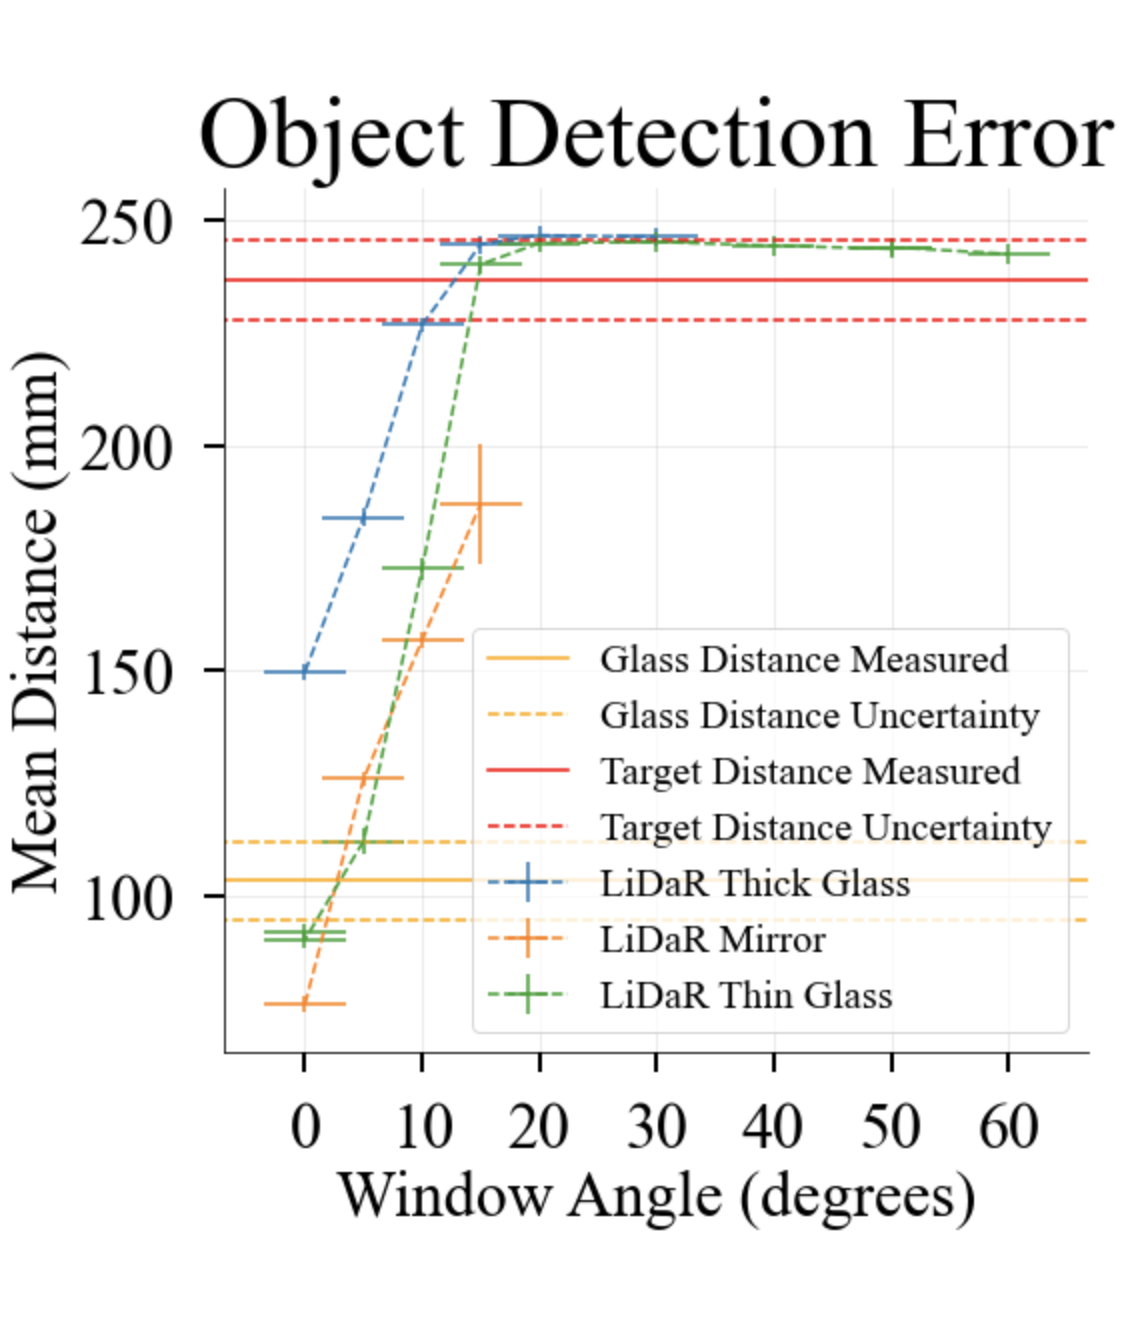 Object Detection Error
Mean Distance (mm)
250
200
150
100
Glass Distance Measured
Glass Distance Uncertainty
Target Distance Measured
Target Distance Uncertainty
LiDaR Thick Glass
LiDaR Mirror
LiDaR Thin Glass
0 10 20 30 40 50 60
Window Angle (degrees)